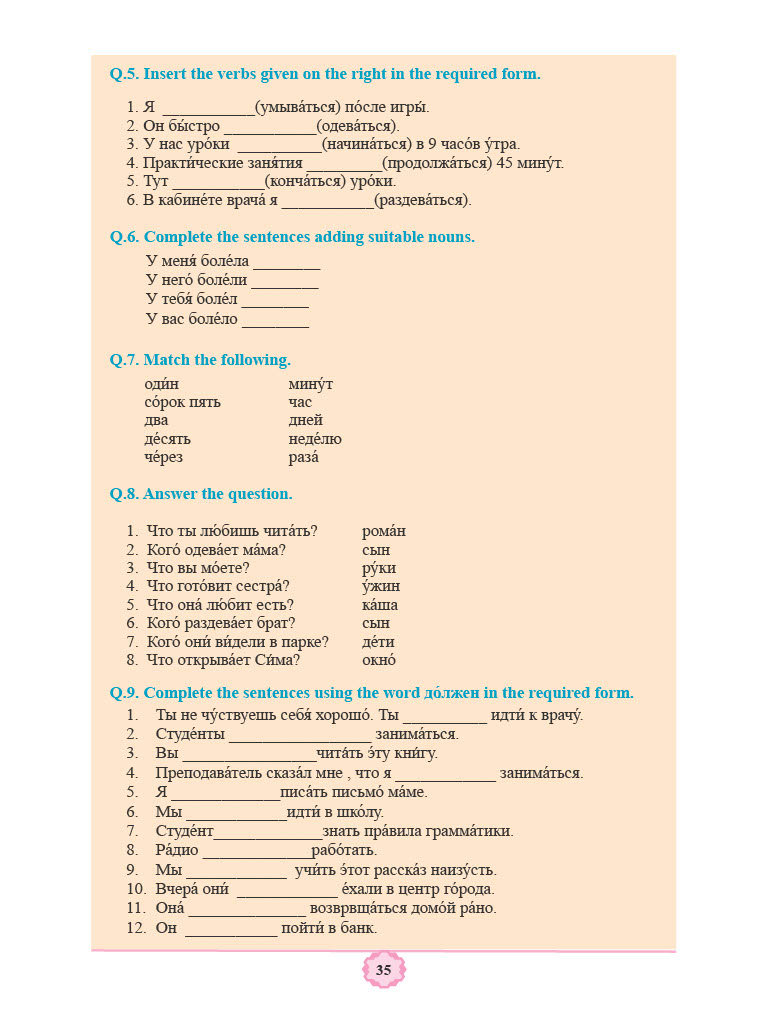 Q.5. Insert the verbs given on the right in the required form.
1. Я ___________(умыва́ться) по́сле игры́.
2. Он бы́стро ___________(одева́ться).
3. У нас уро́ки __________(начина́ться) в 9 часо́в у́тра.
4. Практи́ческие заня́тия _________(продолжа́ться) 45 мину́т.
5. Тут ___________(конча́ться) уро́ки.
6. В кабине́те врача́ я ___________(раздева́ться).
Q.6. Complete the sentences adding suitable nouns.
У меня́ боле́ла ________
У него́ боле́ли ________
У тебя́ боле́л ________
У вас боле́ло ________
Q.7. Match the following.
оди́н мину́т
со́рок пять час
два дней
де́сять неде́лю
че́рез раза́
Q.8. Answer the question.
1. Что ты лю́бишь чита́ть? рома́н
2. Кого́ одева́ет ма́ма? сын
3. Что вы мо́ете? ру́ки
4. Что гото́вит сестра́? у́жин
5. Что она́ лю́бит есть? ка́ша
6. Кого́ раздева́ет брат? сын
7. Кого́ они́ ви́дели в парке? де́ти
8. Что открыва́ет Си́ма? окно́
Q.9. Complete the sentences using the word до́лжен in the required form.
1. Ты не чу́ствуешь себя́ хорошо́. Ты __________ идти́ к врачу́.
2. Студе́нты _________________ занима́ться.
3. Вы ________________чита́ть э́ту кни́гу.
4. Преподава́тель сказа́л мне , что я ____________ занима́ться.
5. Я _____________писа́ть письмо́ ма́ме.
6. Мы ____________идти́ в шко́лу.
7. Студе́нт_____________знать пра́вила грамма́тики.
8. Ра́дио _____________рабо́тать.
9. Мы ____________ учи́ть э́тот расска́з наизу́сть.
10. Вчера́ они́ ____________ е́хали в центр го́рода.
11. Она́ ______________ возврвща́ться домо́й ра́но.
12. Он ___________ пойти́ в банк.
35